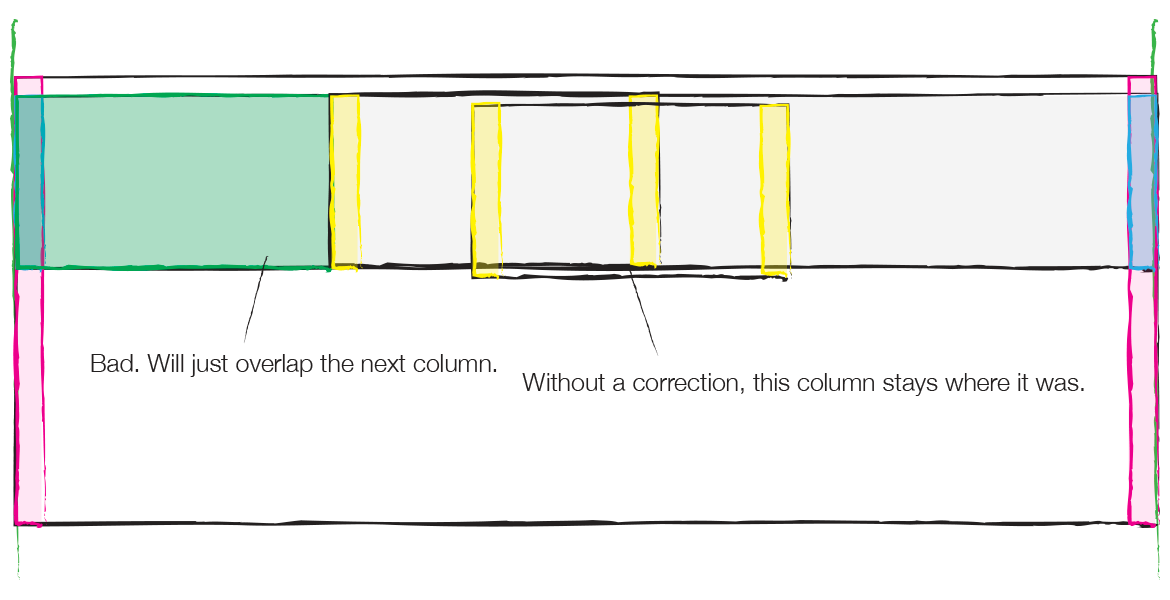 Bad. Will just overlap the next column.
Without a correction, this column stays where it was.